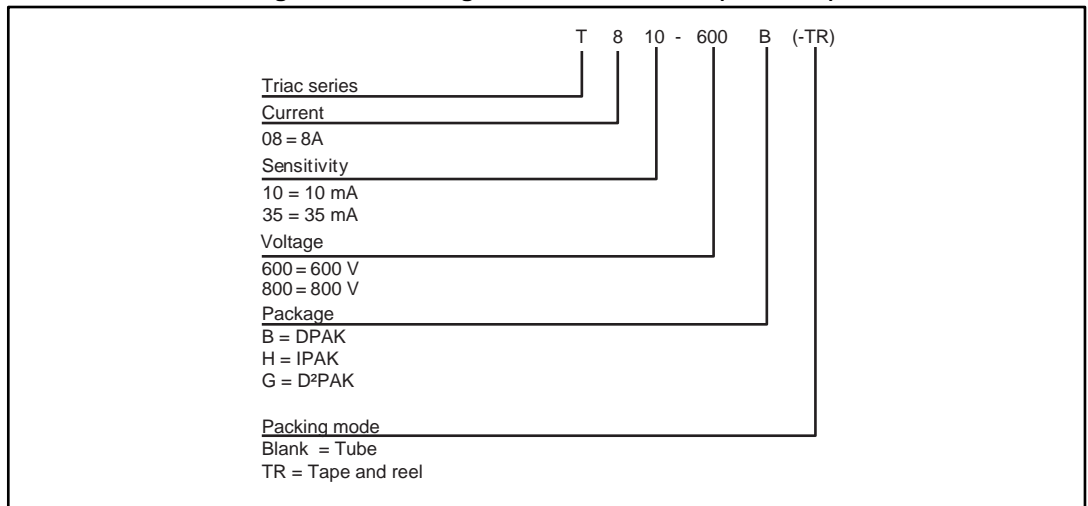 T 8 10 - 600 B (-TR)
Triac series
Current
08 = 8A
Sensitivity
10 = 10 mA
35 = 35 mA
Voltage
600 = 600 V
800 = 800 V
Package
B = DPAK
H = IPAK
G = D²PAK
Packing mode
Blank = Tube
TR = Tape and reel